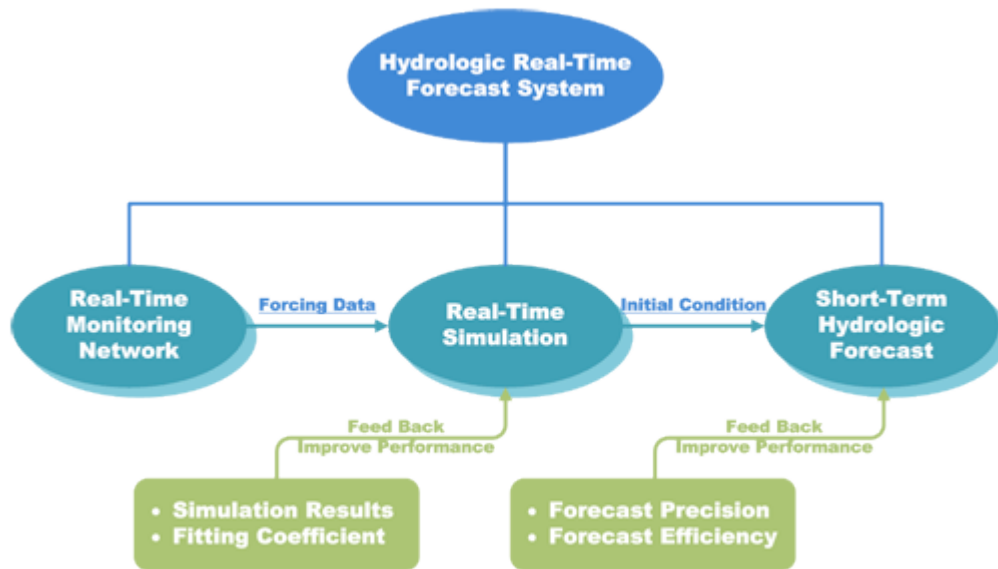 Hydrologic Real-Time
Forecast System
Real-Time
Monitoring
Network
Forcing Data
Real-Time
Simulation
Initial Condition
Short-Term
Hydrologic
Forecast
Feed Back
Improve Performance
Feed Back
Improve Performance
• Simulation Results
• Fitting Coefficient
• Forecast Precision
• Forecast Efficiency